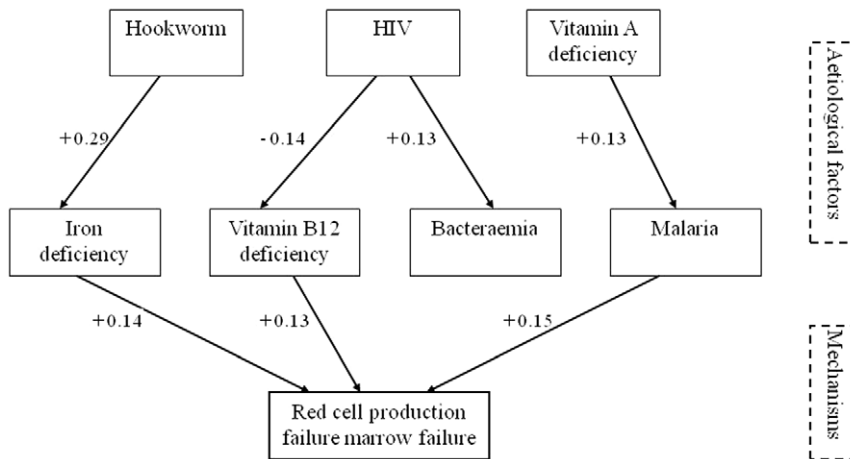 Hookworm
HIV
Vitamin A
deficiency
Aetiological factors
+0.29
-0.14
+0.13
+0.13
Iron
deficiency
Vitamin B12
deficiency
Bacteraemia
Malaria
+0.14
+0.13
+0.15
Mechanisms
Red cell production
failure marrow failure